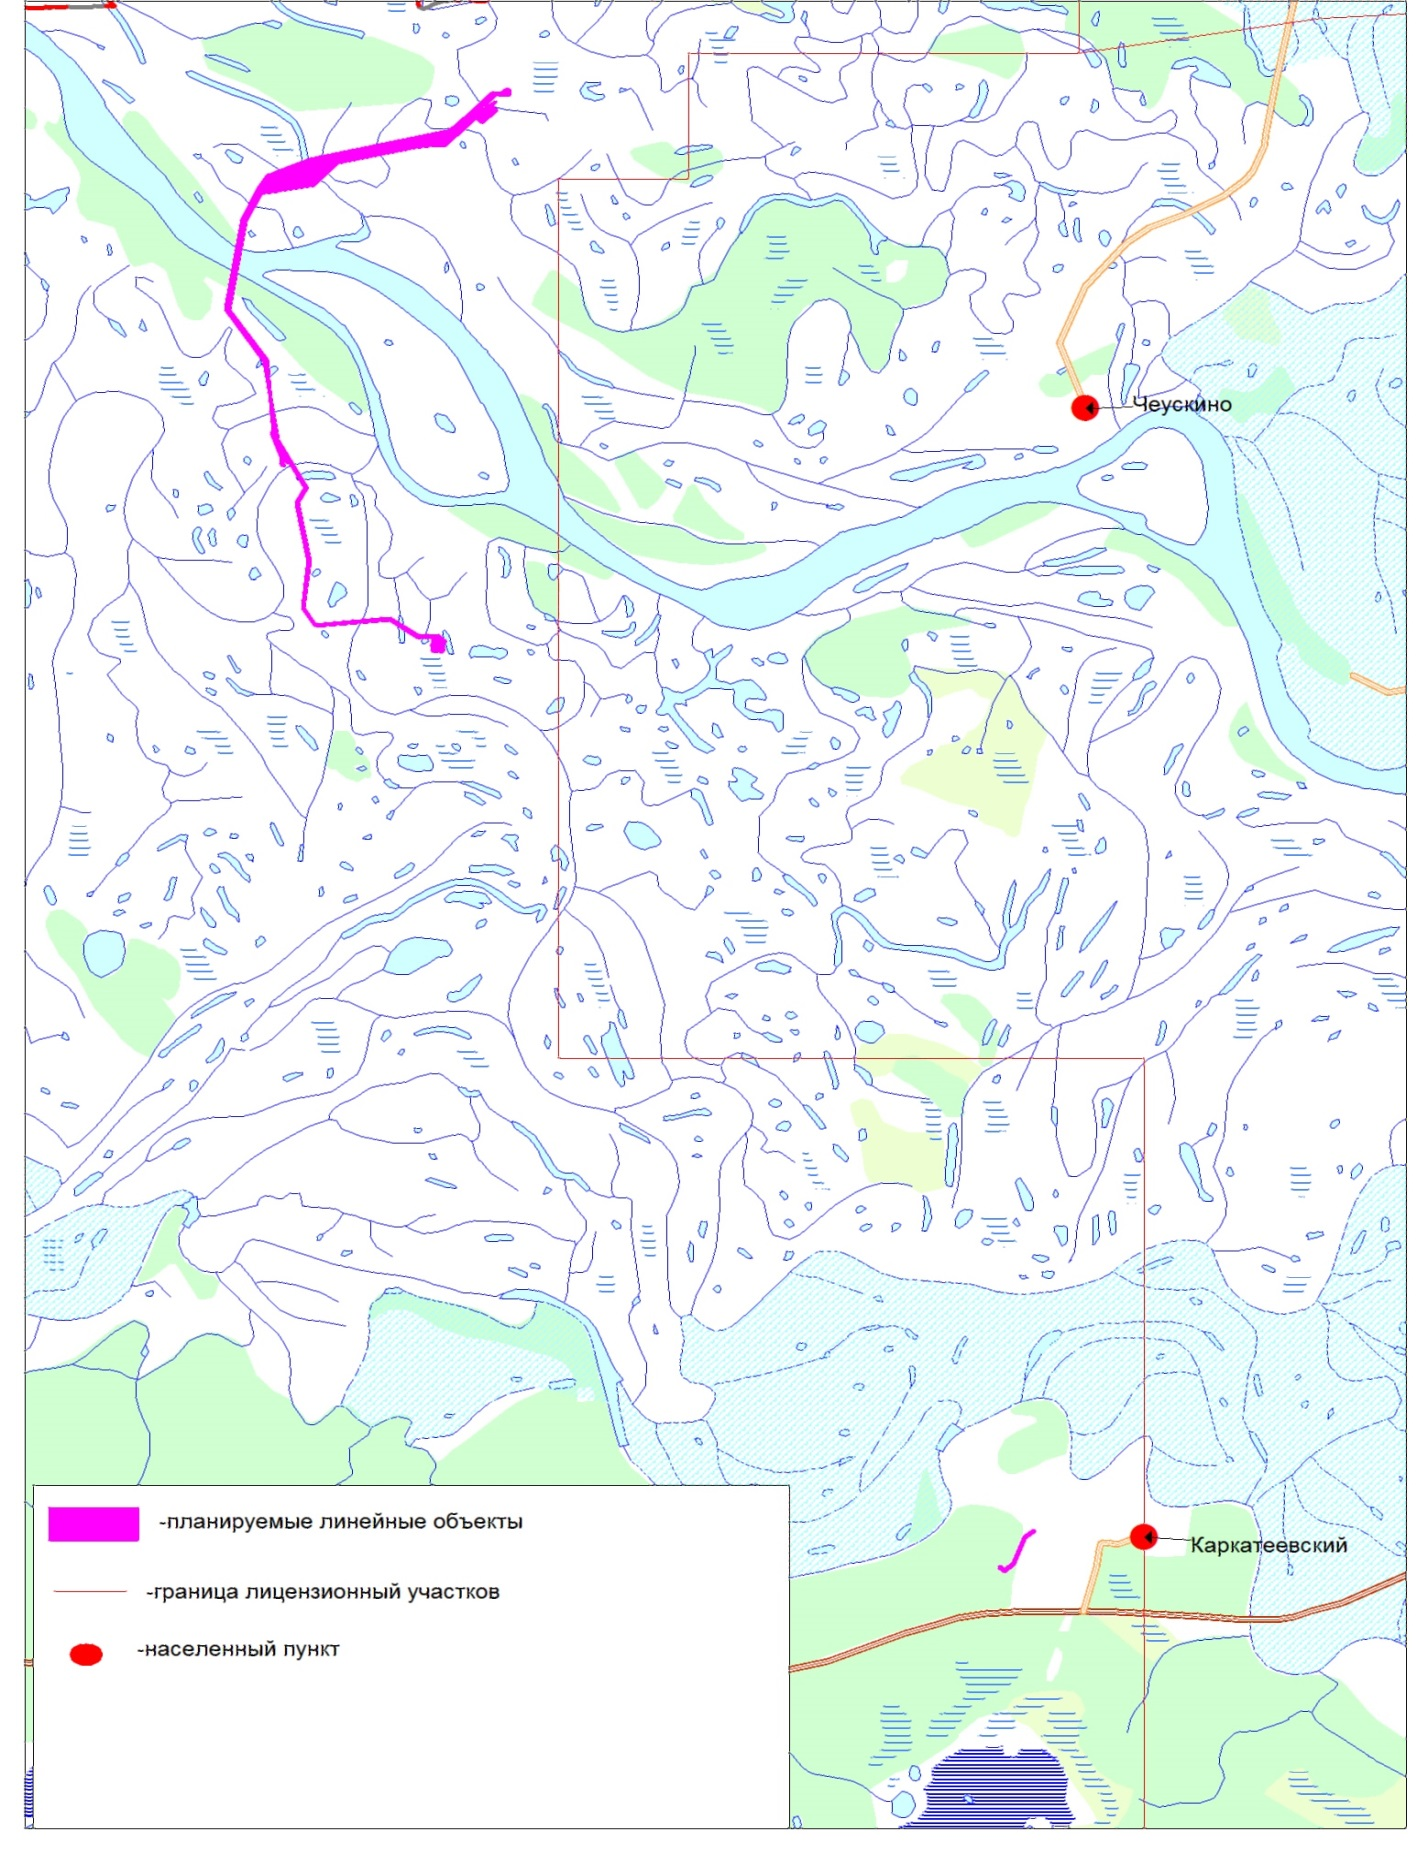 Чеускино
-планируемые линейные объекты
Каркатеевский
-граница лицензионный участков
-населенный пункт